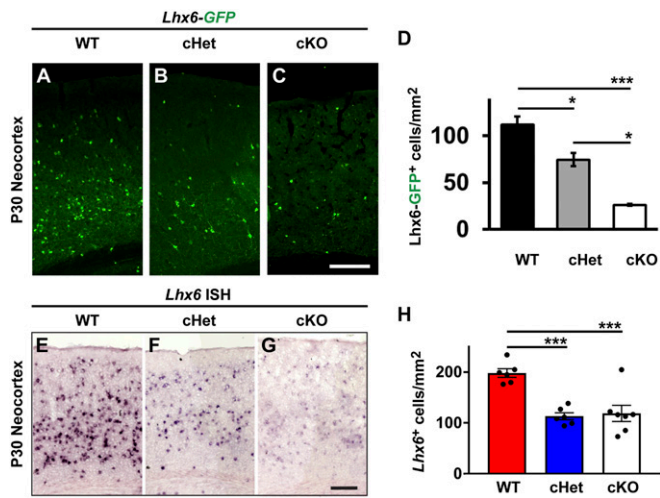 Lhx6-GFP
WT cHet cKO
A B C
P30 Neocortex
D
*** 
* 
*
Lhx6-GFP+ cells/mm²
100
50
0
WT cHet cKO
Lhx6 ISH
WT cHet cKO
E F G
P30 Neocortex
H
***
***
Lhx6+ cells/mm2
200
100
0
WT cHet cKO